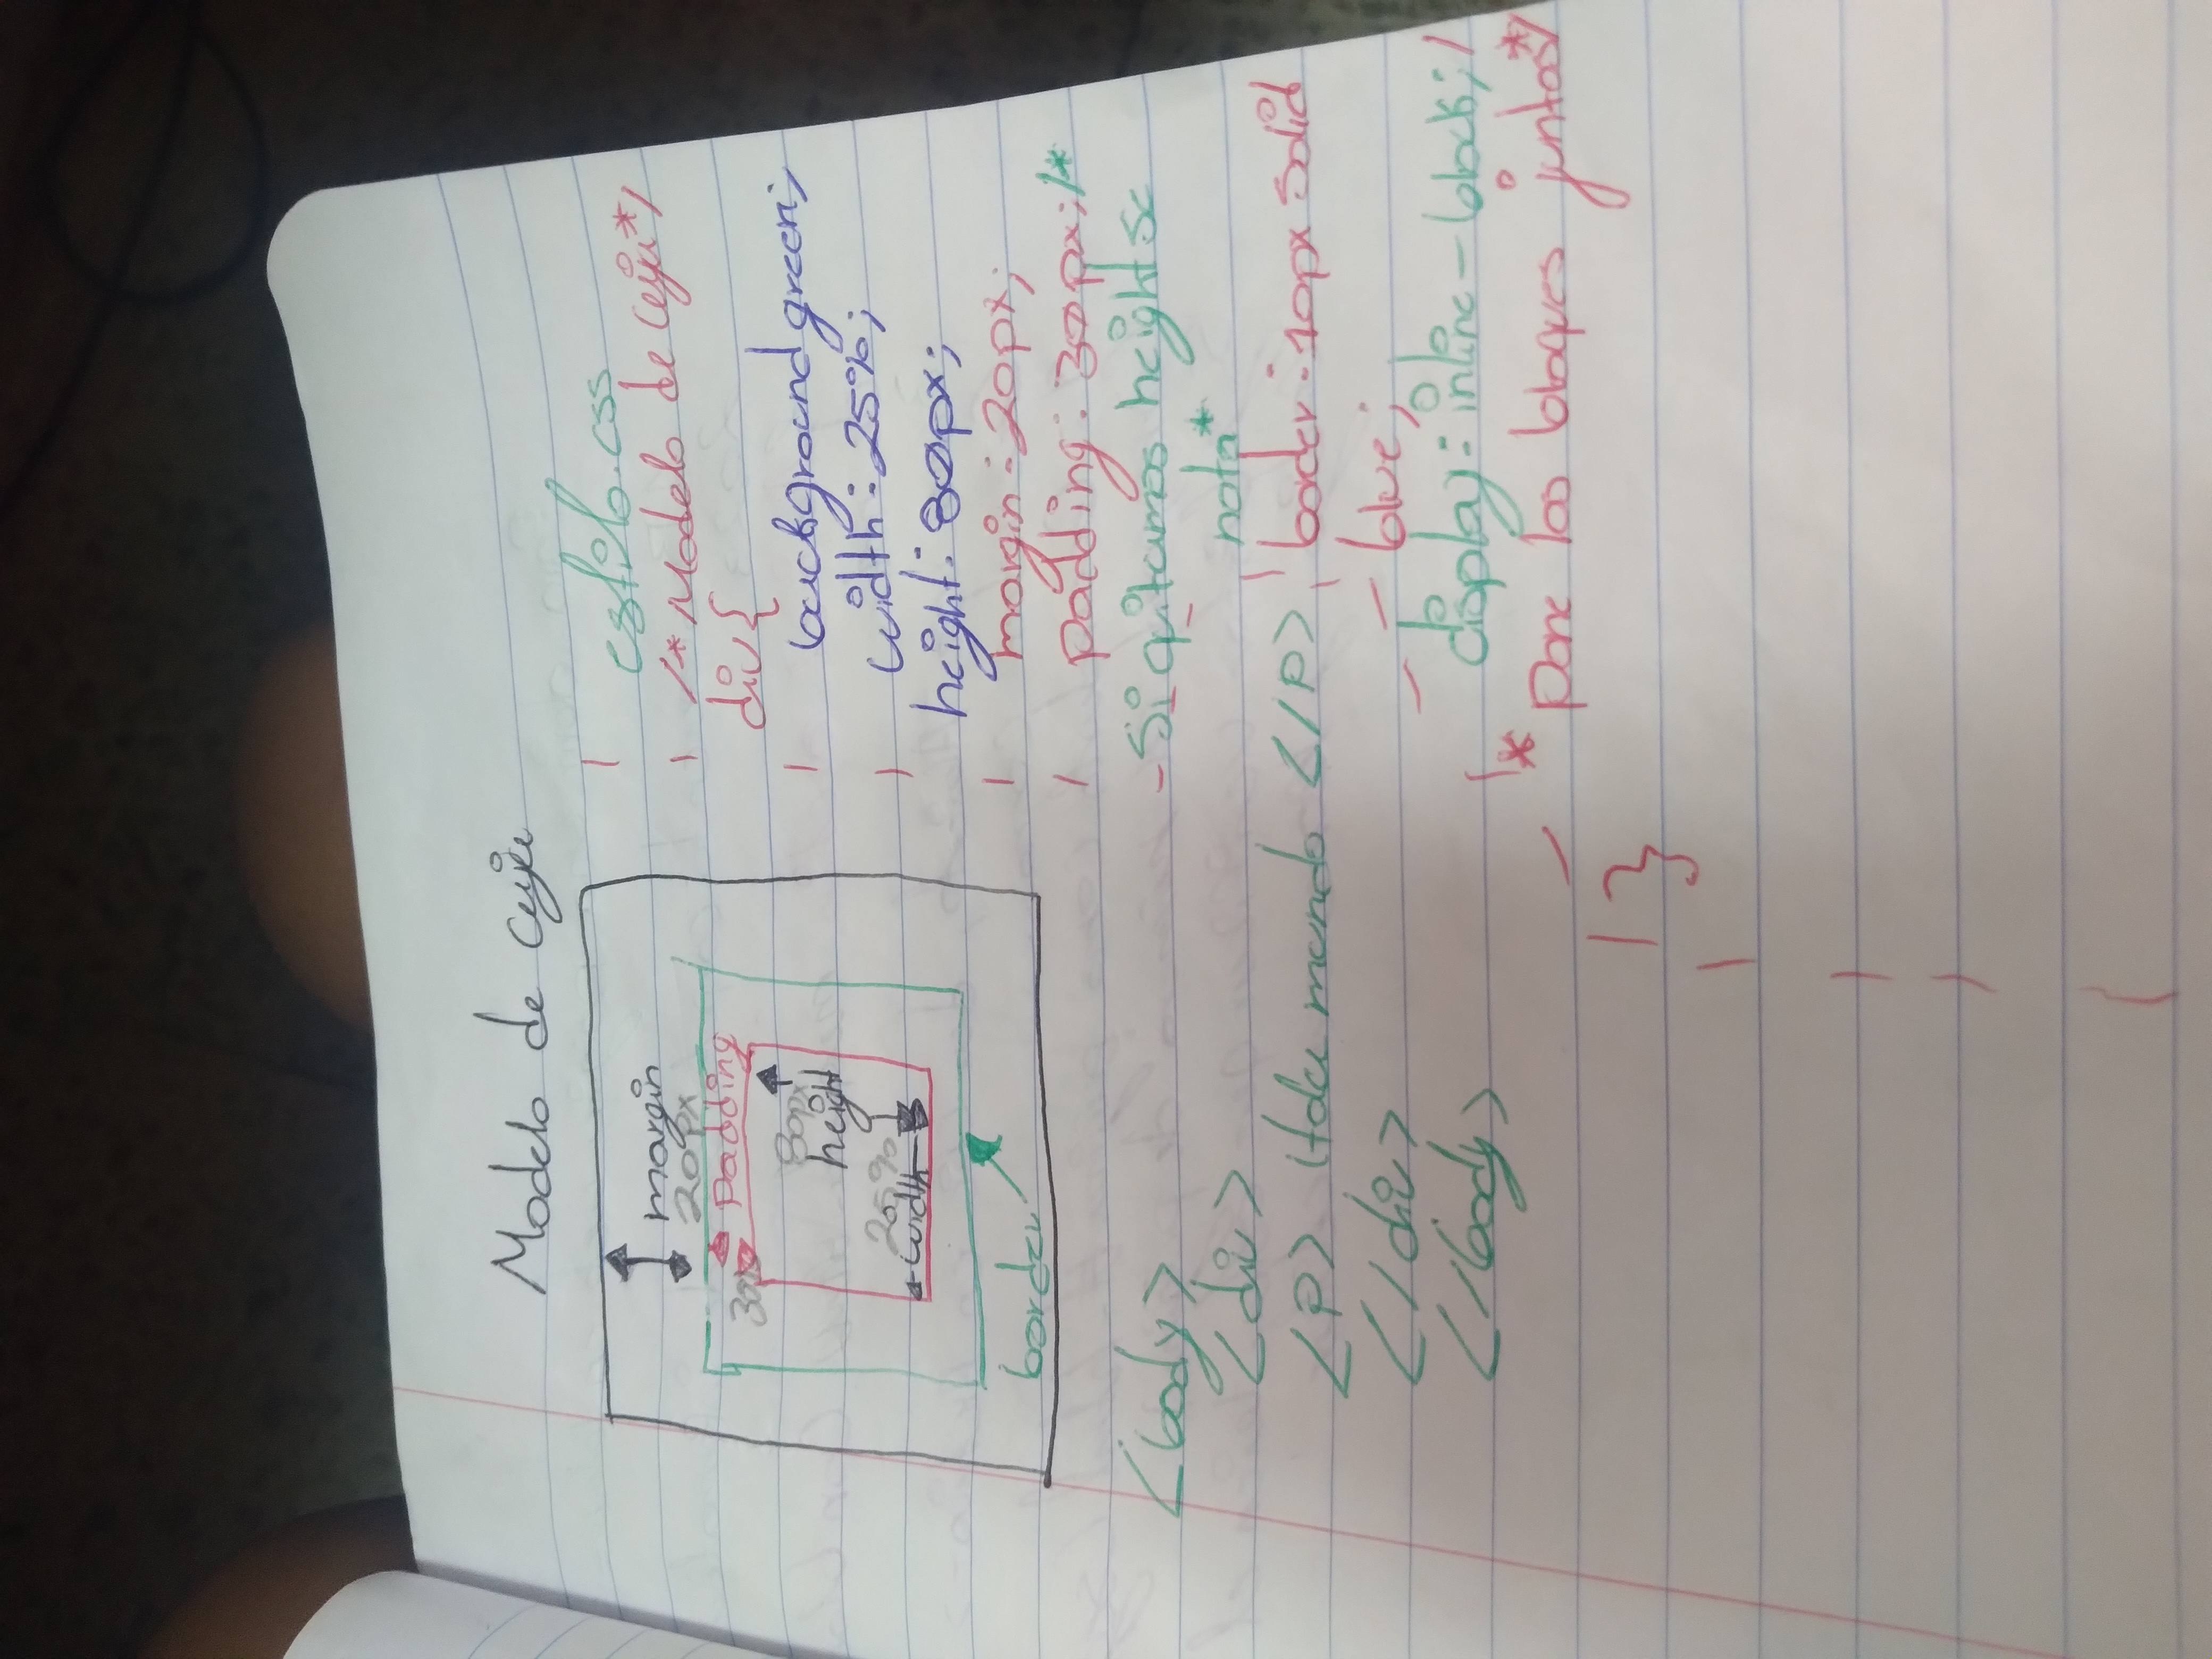 Modelo de Caja
margin
20px
Padding
30px
80px
height
25%
width
border
<body>
<div>
<P> Hola mundo </P>
</div>
</body>
estilo.css
/* Modelo de Caja*/
div{
background green;
width: 25%;
height: 80px;
margin: 20px;
padding: 30px;/*
Si quitamos height se
nota*
border: 10px Solid
blue;
display: inline-block;/
* Pone los bloques juntos*/
}